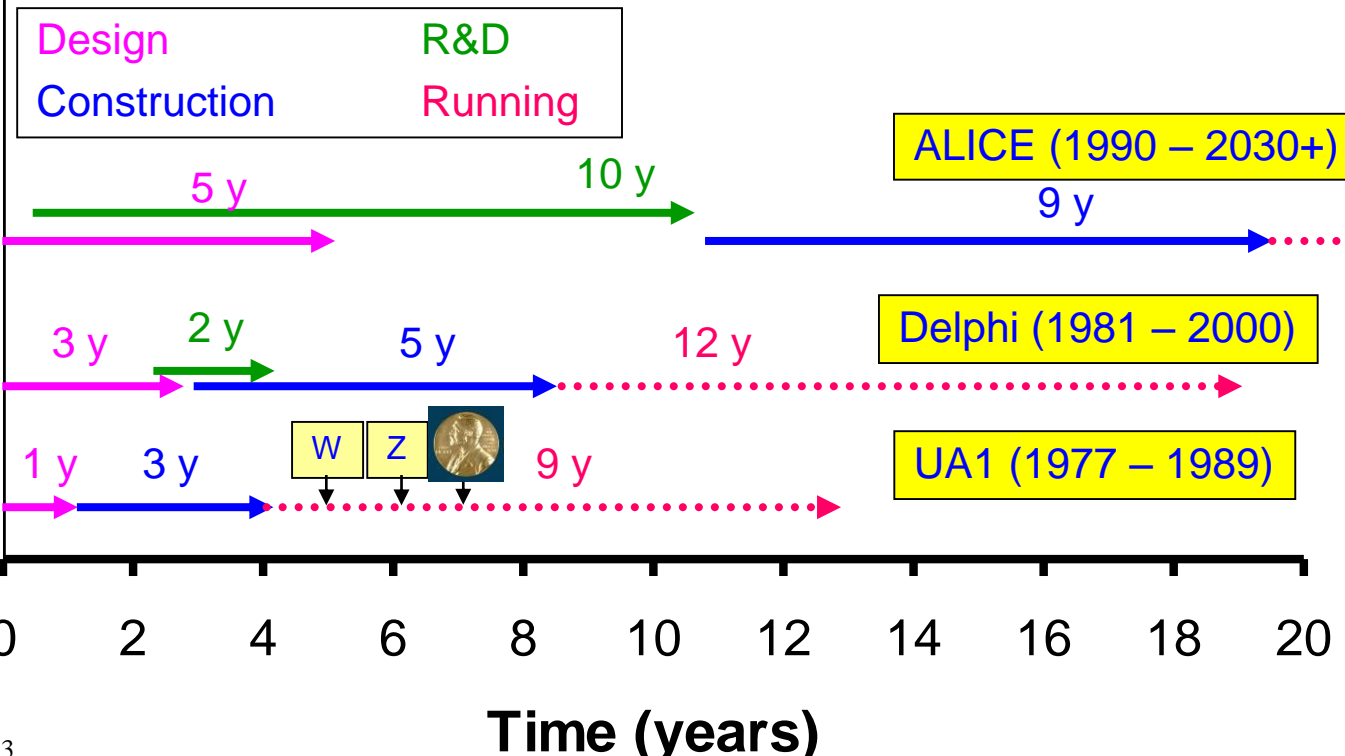 Design R&D
Construction Running
ALICE (1990 – 2030+)
5 y 10 y 9 y
Delphi (1981 – 2000)
3 y 2 y 5 y 12 y
W Z
1 y 3 y 9 y
UA1 (1977 – 1989)
0 2 4 6 8 10 12 14 16 18 20
Time (years)
3